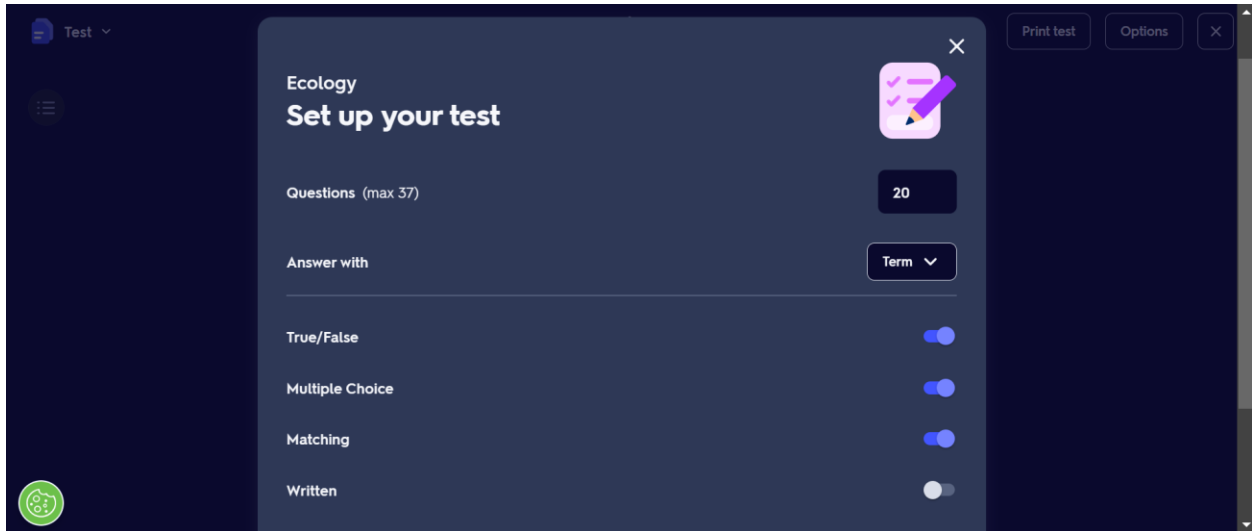 Test
Print test
Options
Ecology
Set up your test
Questions (max 37)
20
Answer with
Term
True/False
Multiple Choice
Matching
Written